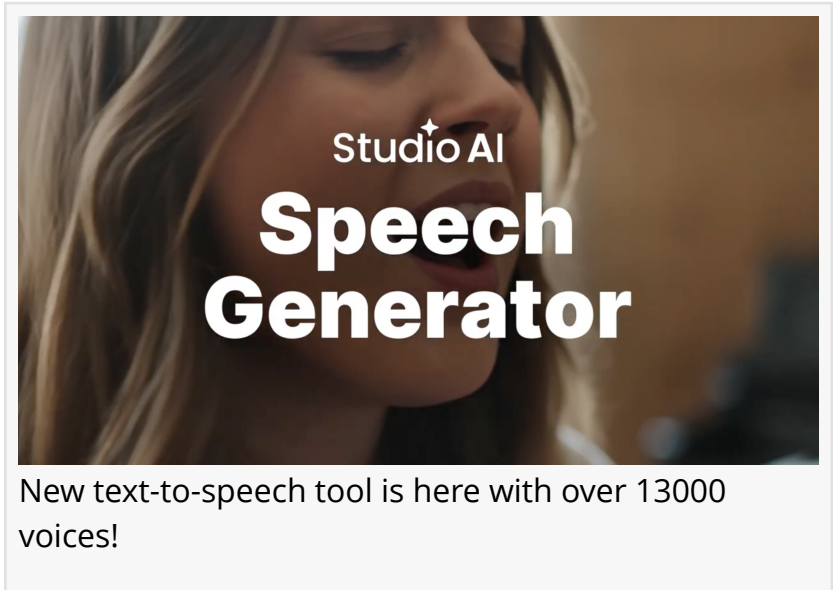 Studio AI
Speech
Generator
New text-to-speech tool is here with over 13000
voices!